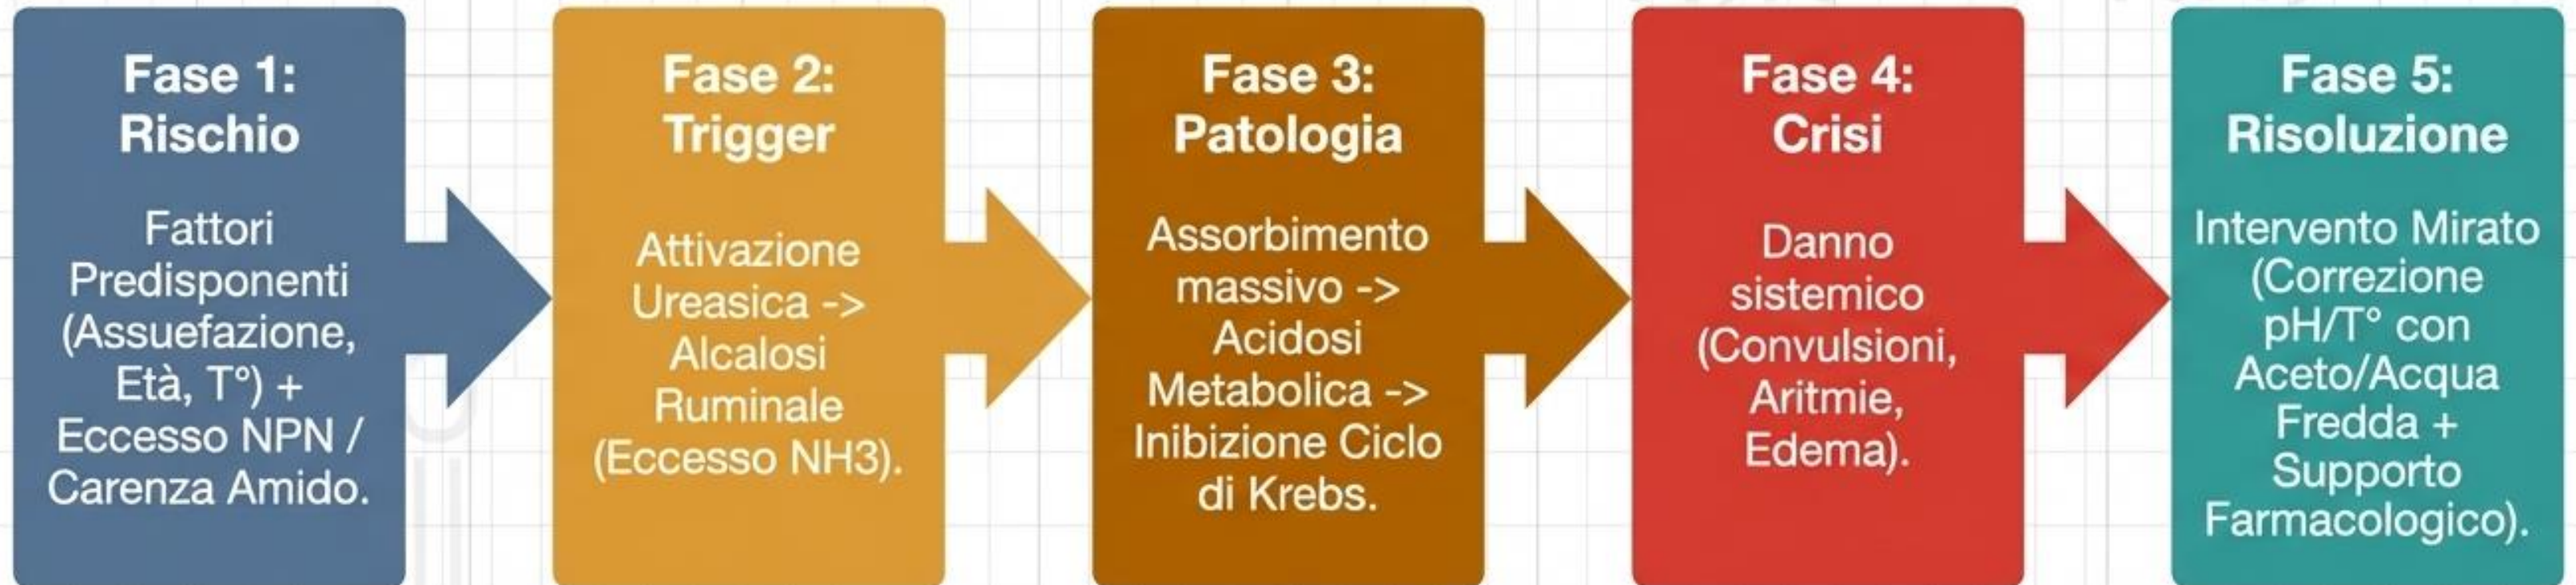 Fase 1:
Rischio
Fattori
Predisponenti
(Assuefazione,
Età, T°) +
Eccesso NPN /
Carenza Amido.
Fase 2:
Trigger
Attivazione
Ureasica ->
Alcalosi
Ruminale
(Eccesso NH3).
Fase 3:
Patologia
Assorbimento
massivo ->
Acidosi
Metabolica ->
Inibizione Ciclo
di Krebs.
Fase 4:
Crisi
Danno
sistemico
(Convulsioni,
Aritmie,
Edema).
Fase 5:
Risoluzione
Intervento Mirato
(Correzione
pH/T° con
Aceto/Acqua
Fredda +
Supporto
Farmacologico).